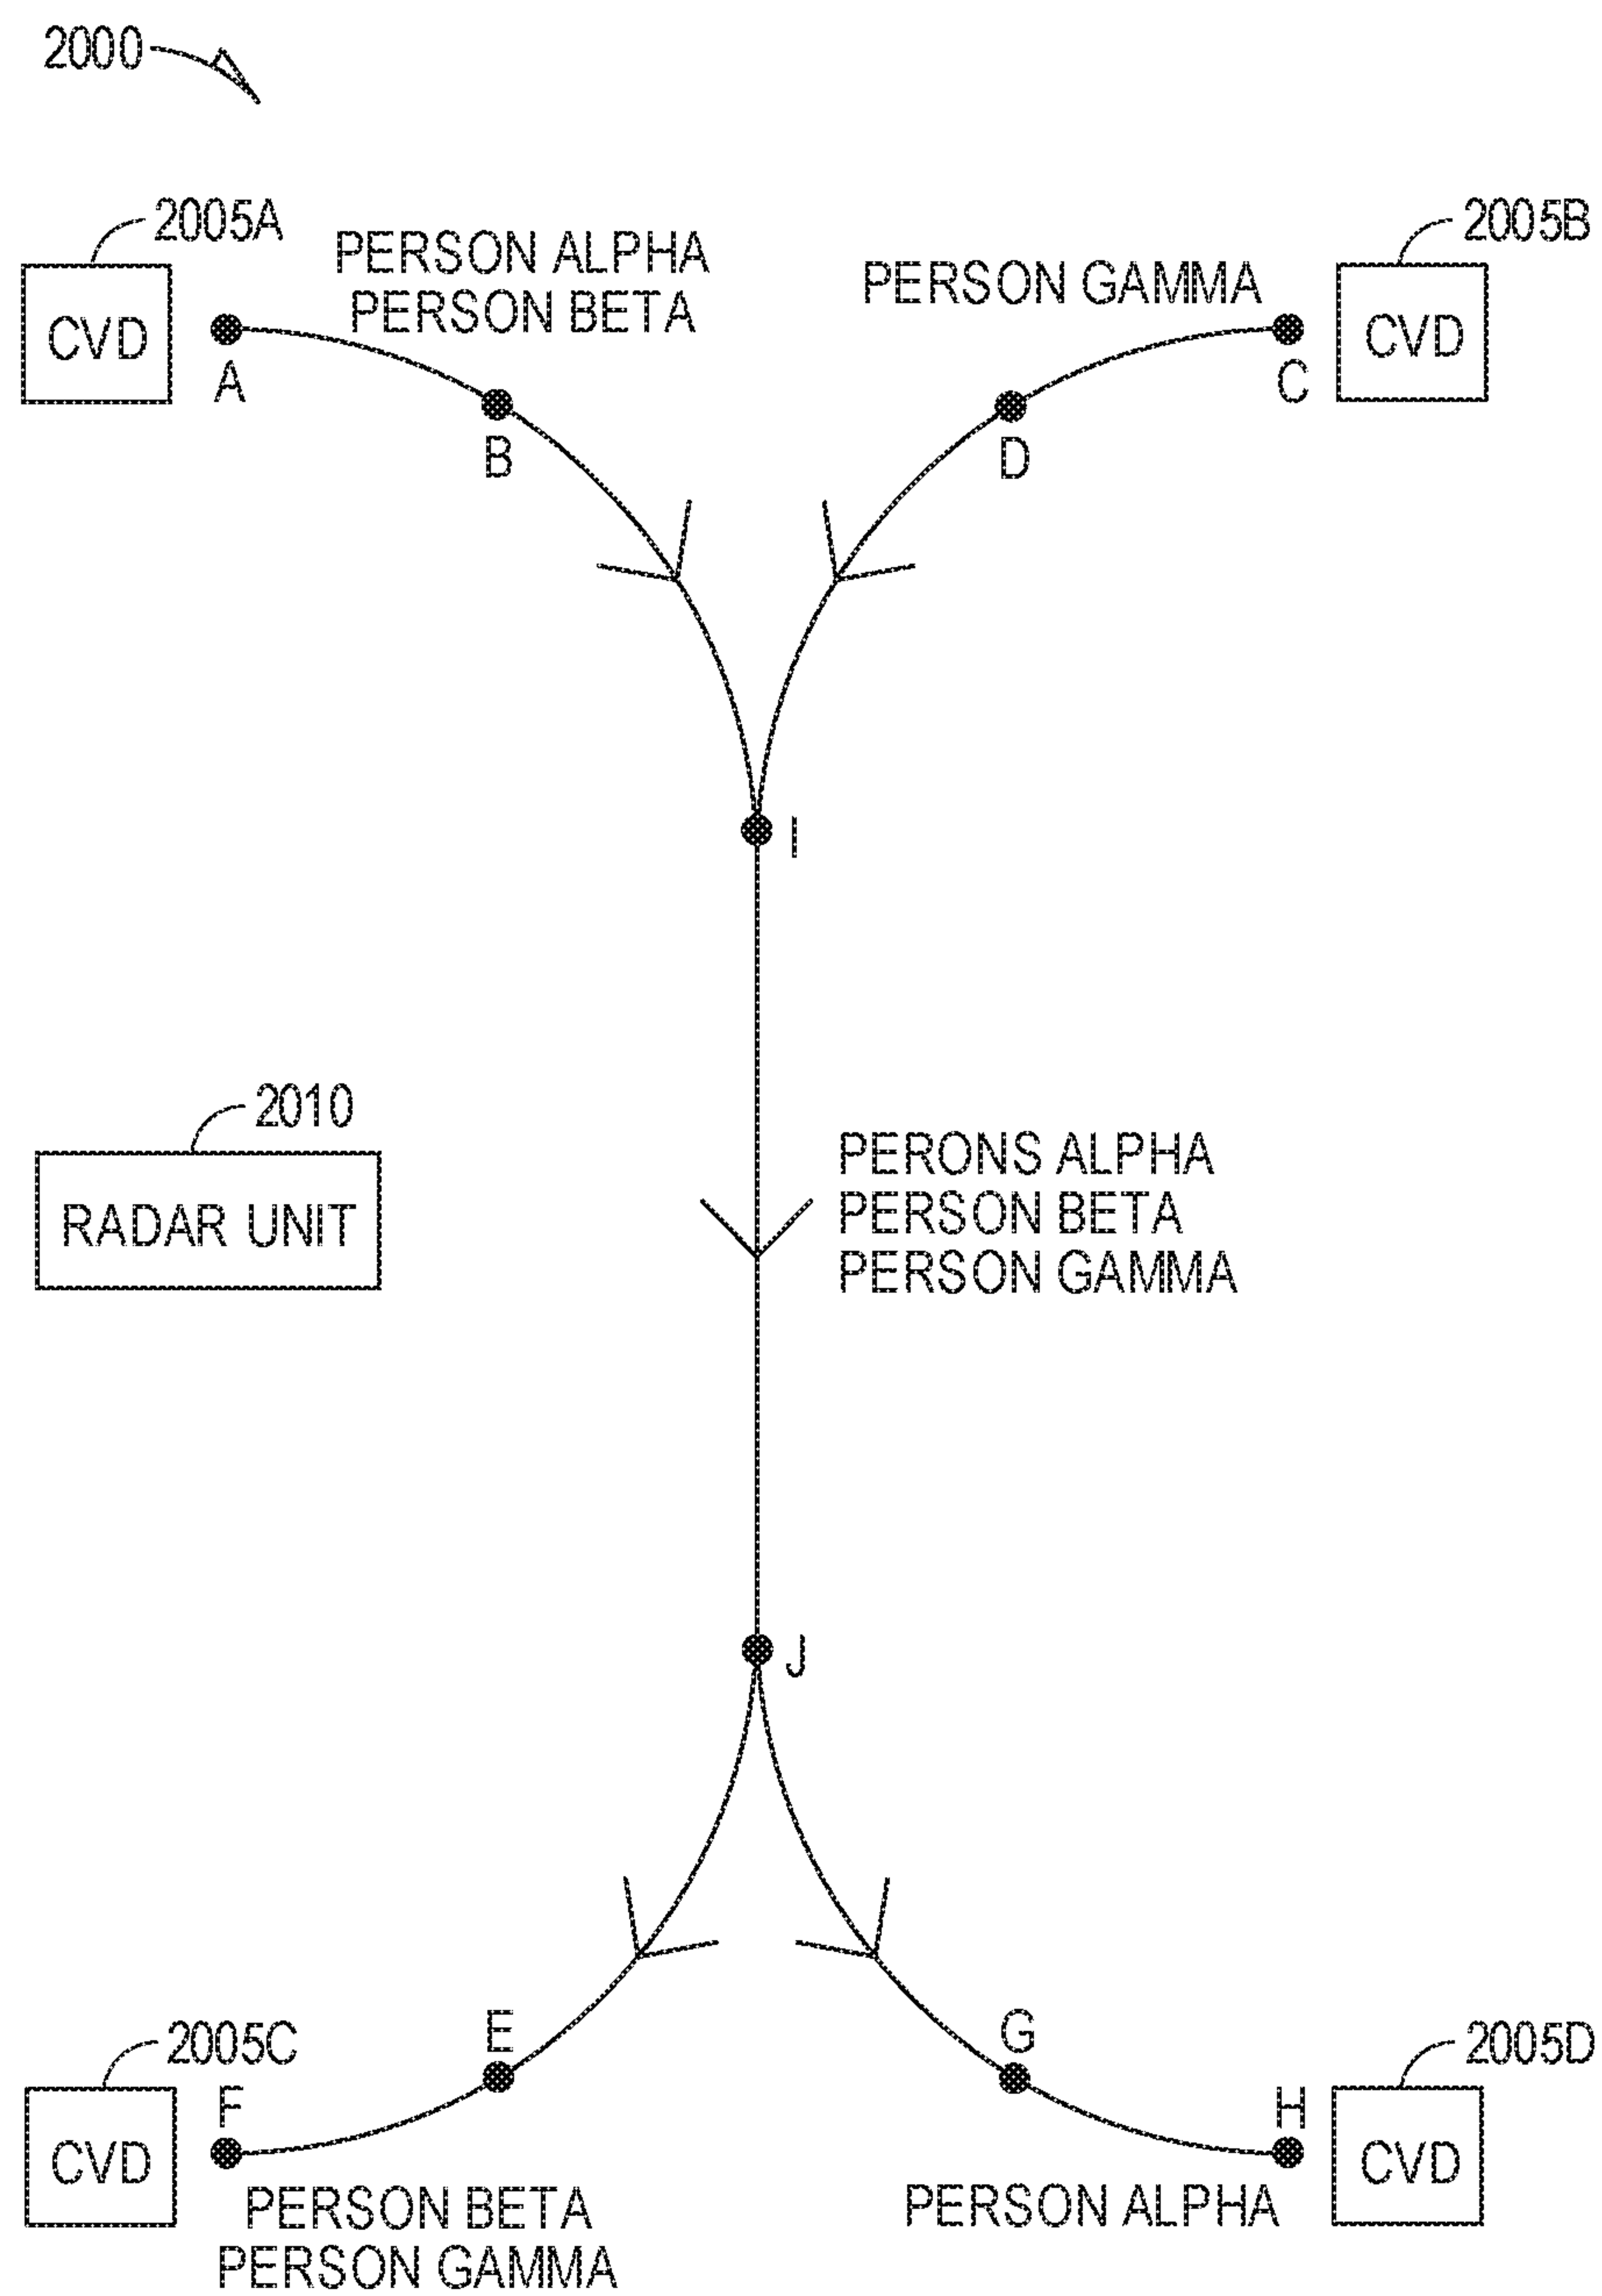 2000
2005A
PERSON ALPHA
PERSON BETA
CVD
A
B
2005B
PERSON GAMMA
CVD
C
D
I
2010
RADAR UNIT
PERONS ALPHA
PERSON BETA
PERSON GAMMA
J
2005C
E
F
CVD
PERSON BETA
PERSON GAMMA
G
2005D
H
CVD
PERSON ALPHA